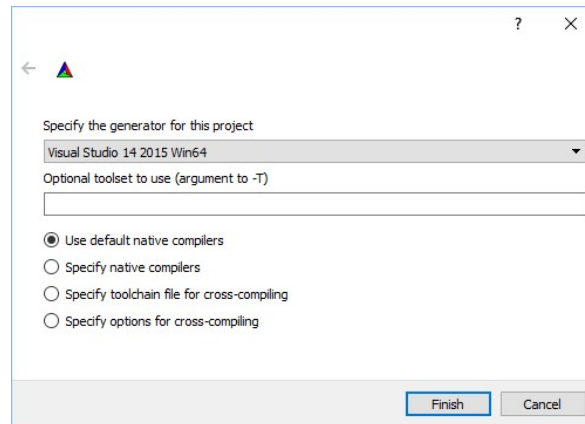 ?
Specify the generator for this project
Visual Studio 14 2015 Win64
Optional toolset to use (argument to -T)
Use default native compilers
Specify native compilers
Specify toolchain file for cross-compiling
Specify options for cross-compiling
Finish Cancel